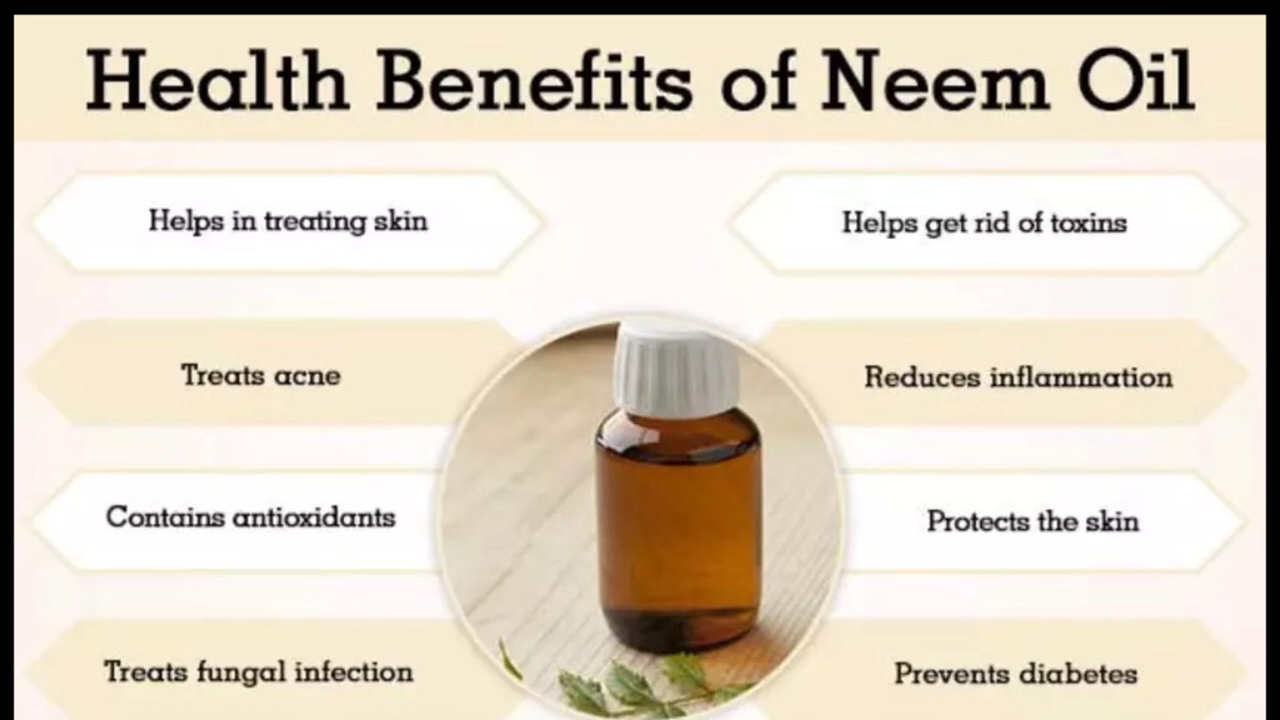 Health Benefits of Neem Oil
Helps in treating skin
Helps get rid of toxins
Treats acne
Reduces inflammation
Contains antioxidants
Protects the skin
Treats fungal infection
Prevents diabetes